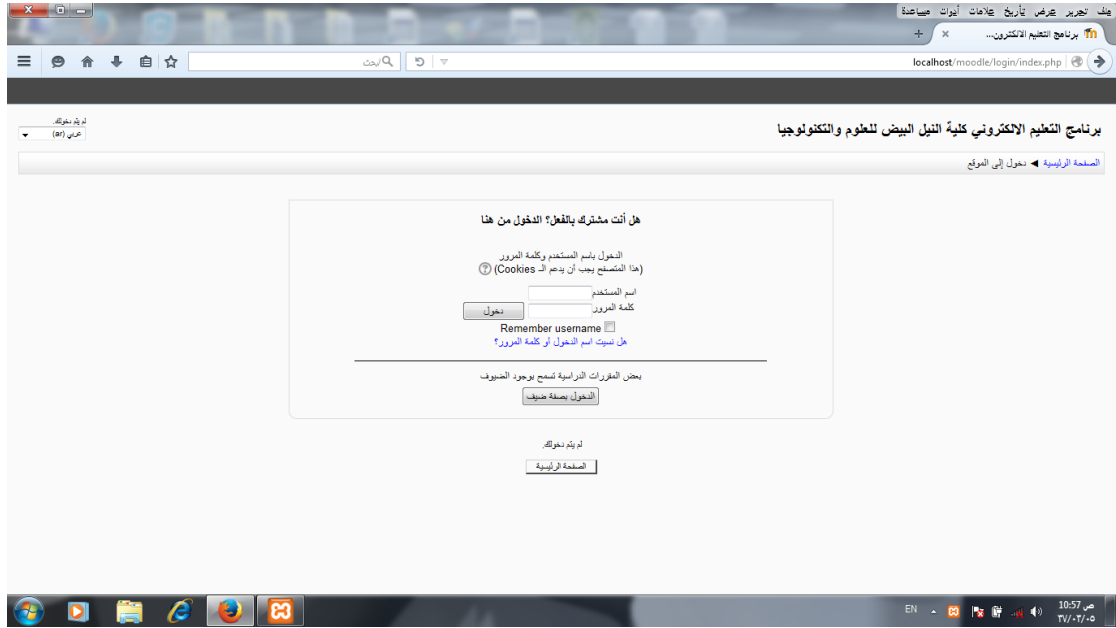 ملف تحرير عرض تأريخ علامات أدوات مساعدة
برنامج التعليم الالكترون...
localhost/moodle/login/index.php
ابحث
لم يتم دخولك.
عربي (ar)
برنامج التعليم الالكتروني كلية النيل البيض للعلوم والتكنولوجيا
الصفحة الرئيسية ◄ دخول إلى الموقع
هل أنت مشترك بالفعل؟ الدخول من هنا
الدخول باسم المستخدم وكلمة المرور
(هذا المتصفح يجب أن يدعم الـ Cookies)
اسم المستخدم
كلمة المرور
دخول
Remember username
هل نسيت اسم الدخول أو كلمة المرور؟
بعض المقررات الدراسية تسمح بوجود الضيوف
الدخول بصفة ضيف
لم يتم دخولك.
الصفحة الرئيسية
EN
10:57 ص
٣٧/٠٢/٠٥